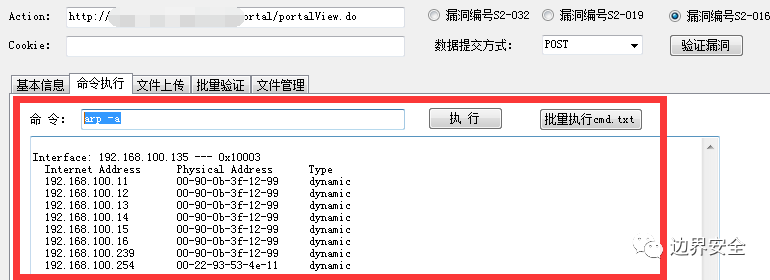 Action: http:// ortal/portalView.do 漏洞编号S2-032 漏洞编号S2-019 漏洞编号S2-016
Cookie: 数据提交方式: POST 验证漏洞
基本信息 命令执行 文件上传 批量验证 文件管理
命 令: arp -a 执 行 批量执行cmd.txt
Interface: 192.168.100.135 --- 0x10003
Internet Address Physical Address Type
192.168.100.11 00-90-0b-3f-12-99 dynamic
192.168.100.12 00-90-0b-3f-12-99 dynamic
192.168.100.13 00-90-0b-3f-12-99 dynamic
192.168.100.14 00-90-0b-3f-12-99 dynamic
192.168.100.15 00-90-0b-3f-12-99 dynamic
192.168.100.16 00-90-0b-3f-12-99 dynamic
192.168.100.239 00-90-0b-3f-12-99 dynamic
192.168.100.254 00-22-93-53-4e-11 dynamic
边界安全